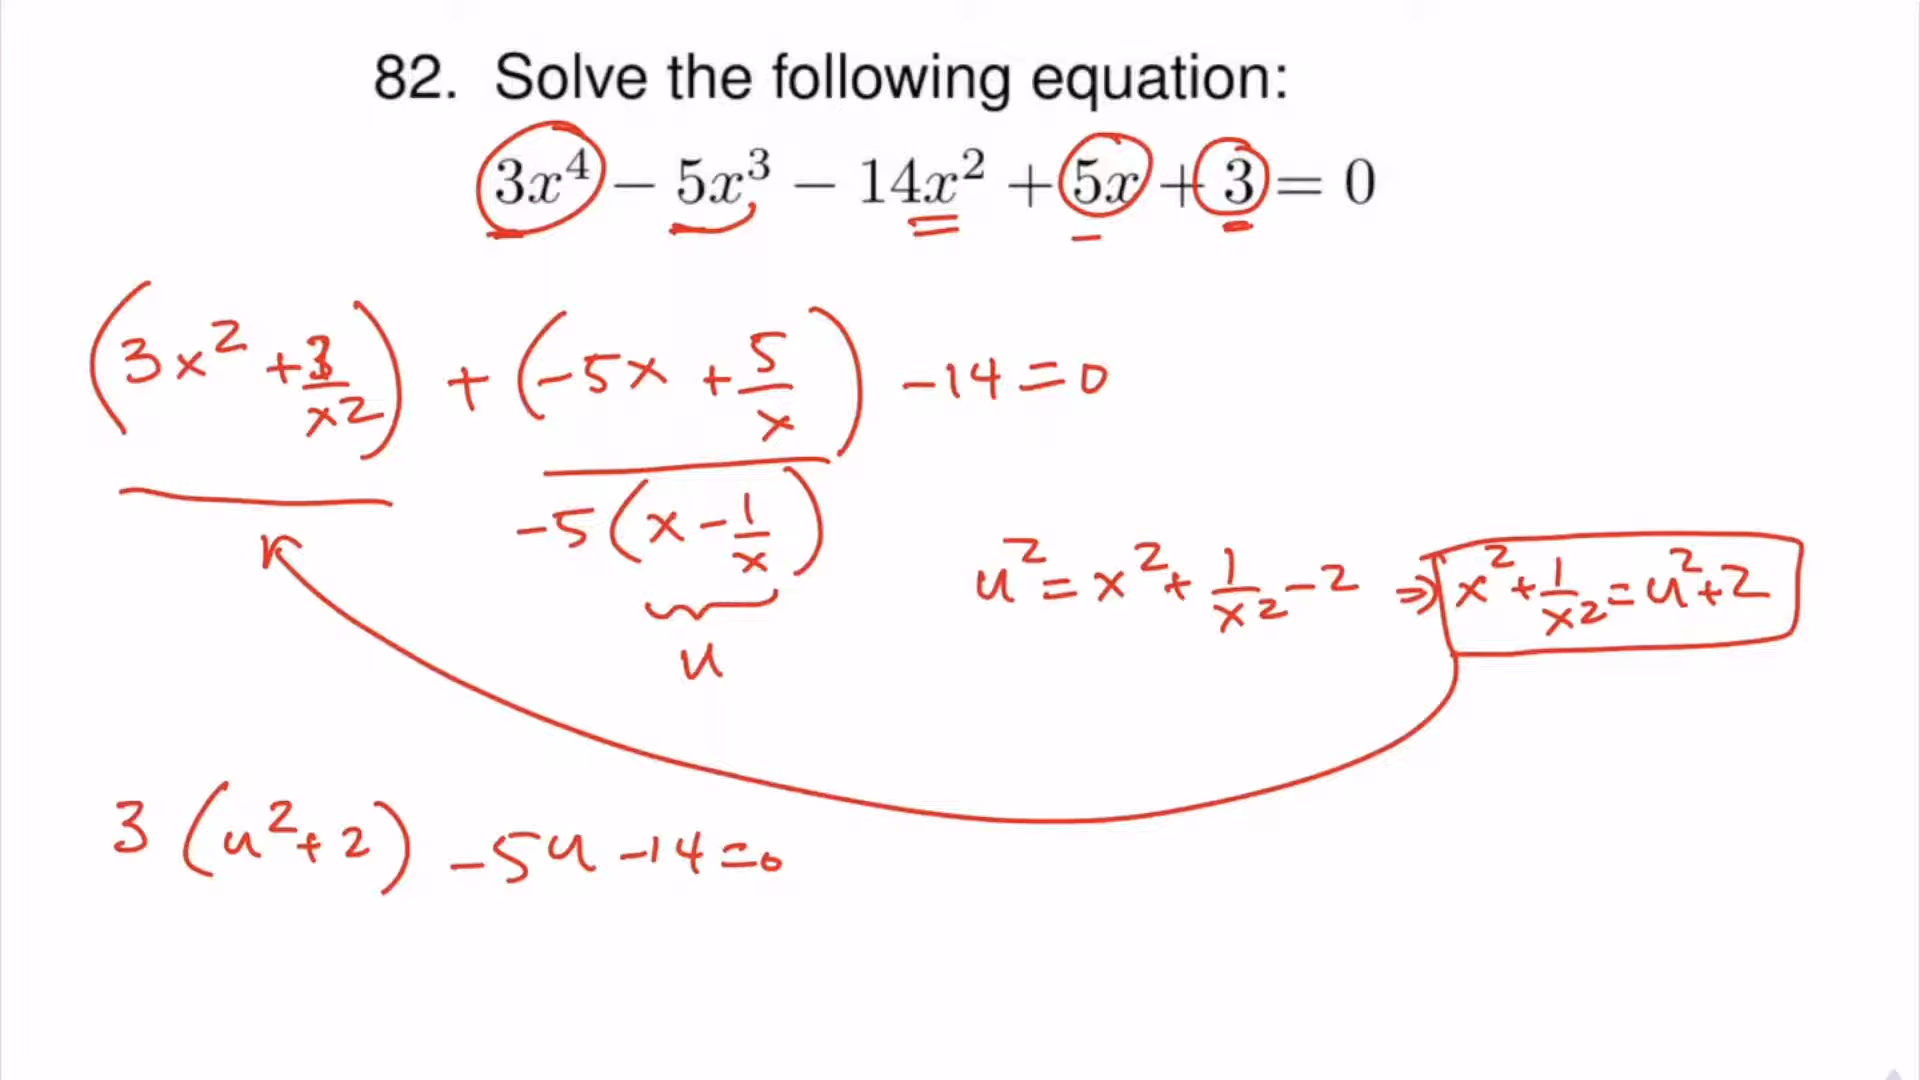 82. Solve the following equation:
3x⁴ − 5x³ − 14x² + 5x + 3 = 0
(3x² + 3/x²) + (−5x + 5/x) − 14 = 0
−5(x − 1/x)
u
u² = x² + 1/x² − 2 ⇒ x² + 1/x² = u² + 2
3(u² + 2) − 5u − 14 = 0